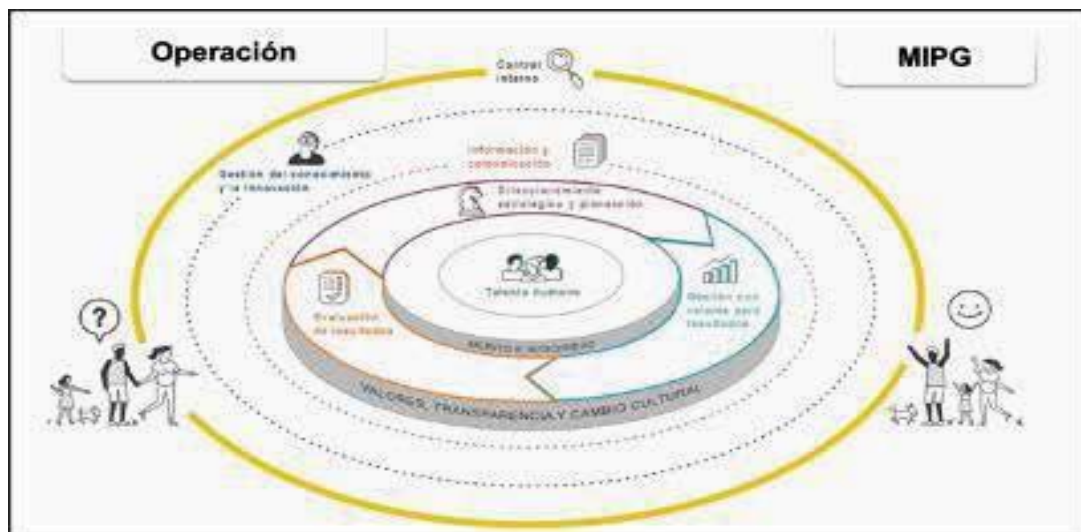 Operación
MIPG
Control
interno
Información y
comunicación
Gestión del conocimiento
y la innovación
Direccionamiento
estratégico y planeación
Talento Humano
Gestión con
valores para
resultados
Evaluación
de resultados
?
VALORES, TRANSPARENCIA Y CAMBIO CULTURAL